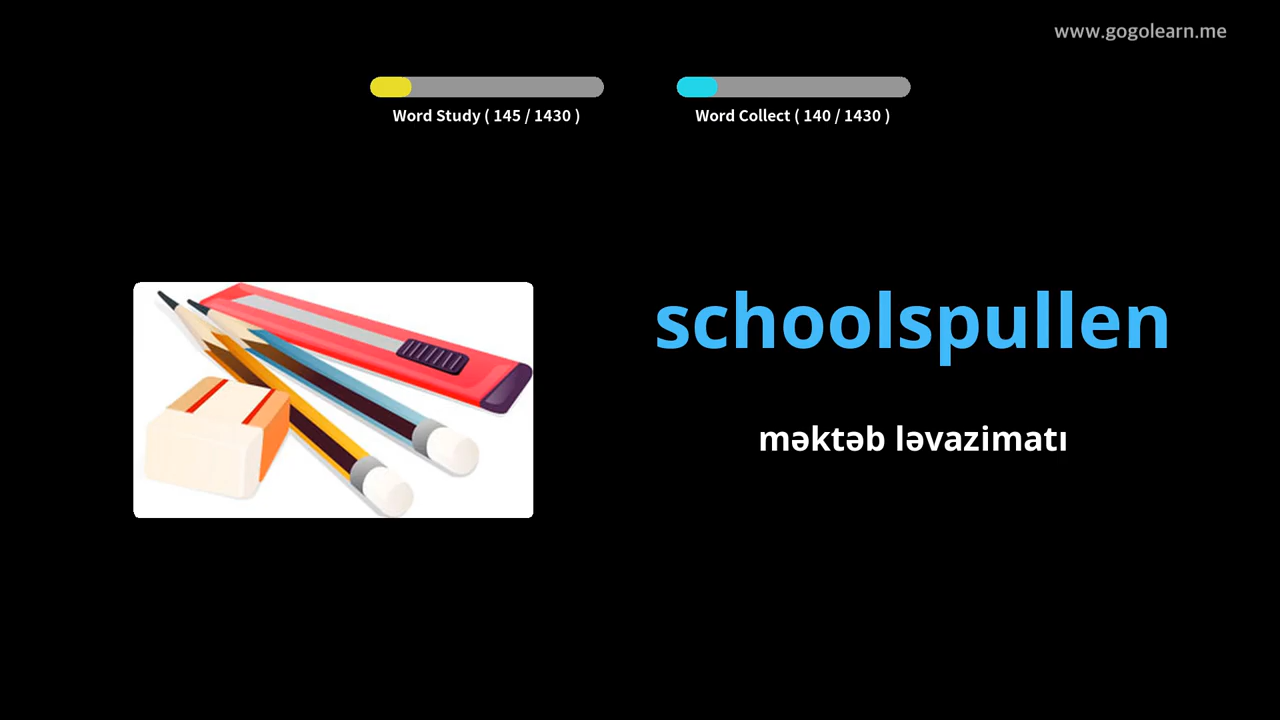 www.gogolearn.me
Word Study ( 145 / 1430 )
Word Collect ( 140 / 1430 )
schoolspullen
məktəb ləvazimatı